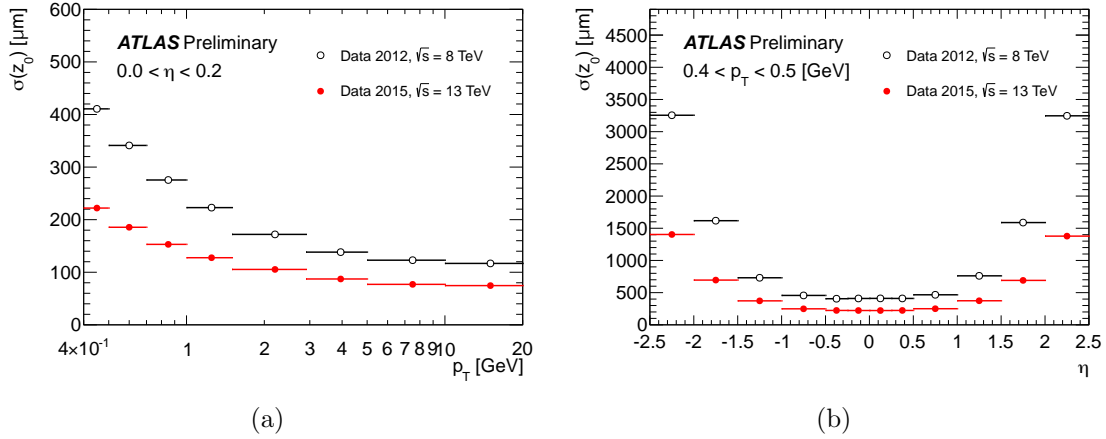 σ(z₀) [μm]
600
500
400
300
200
100
0
ATLAS Preliminary
0.0 < η < 0.2
Data 2012, √s = 8 TeV
Data 2015, √s = 13 TeV
4×10⁻¹ 1 2 3 4 5 6 7 8 9 10 20
p_T [GeV]
(a)
σ(z₀) [μm]
4500
4000
3500
3000
2500
2000
1500
1000
500
0
ATLAS Preliminary
0.4 < p_T < 0.5 [GeV]
Data 2012, √s = 8 TeV
Data 2015, √s = 13 TeV
-2.5 -2 -1.5 -1 -0.5 0 0.5 1 1.5 2 2.5
η
(b)